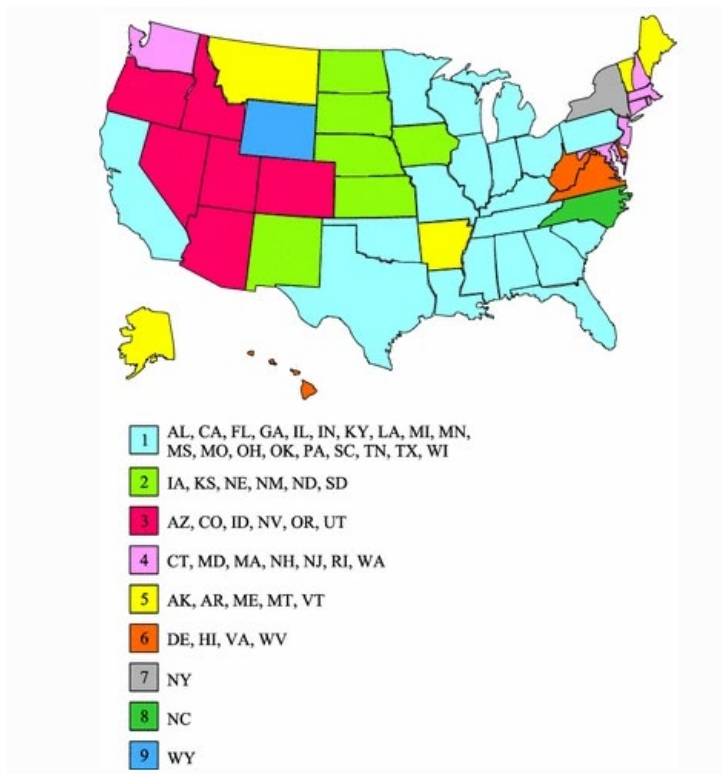 1 AL, CA, FL, GA, IL, IN, KY, LA, MI, MN,
MS, MO, OH, OK, PA, SC, TN, TX, WI
2 IA, KS, NE, NM, ND, SD
3 AZ, CO, ID, NV, OR, UT
4 CT, MD, MA, NH, NJ, RI, WA
5 AK, AR, ME, MT, VT
6 DE, HI, VA, WV
7 NY
8 NC
9 WY